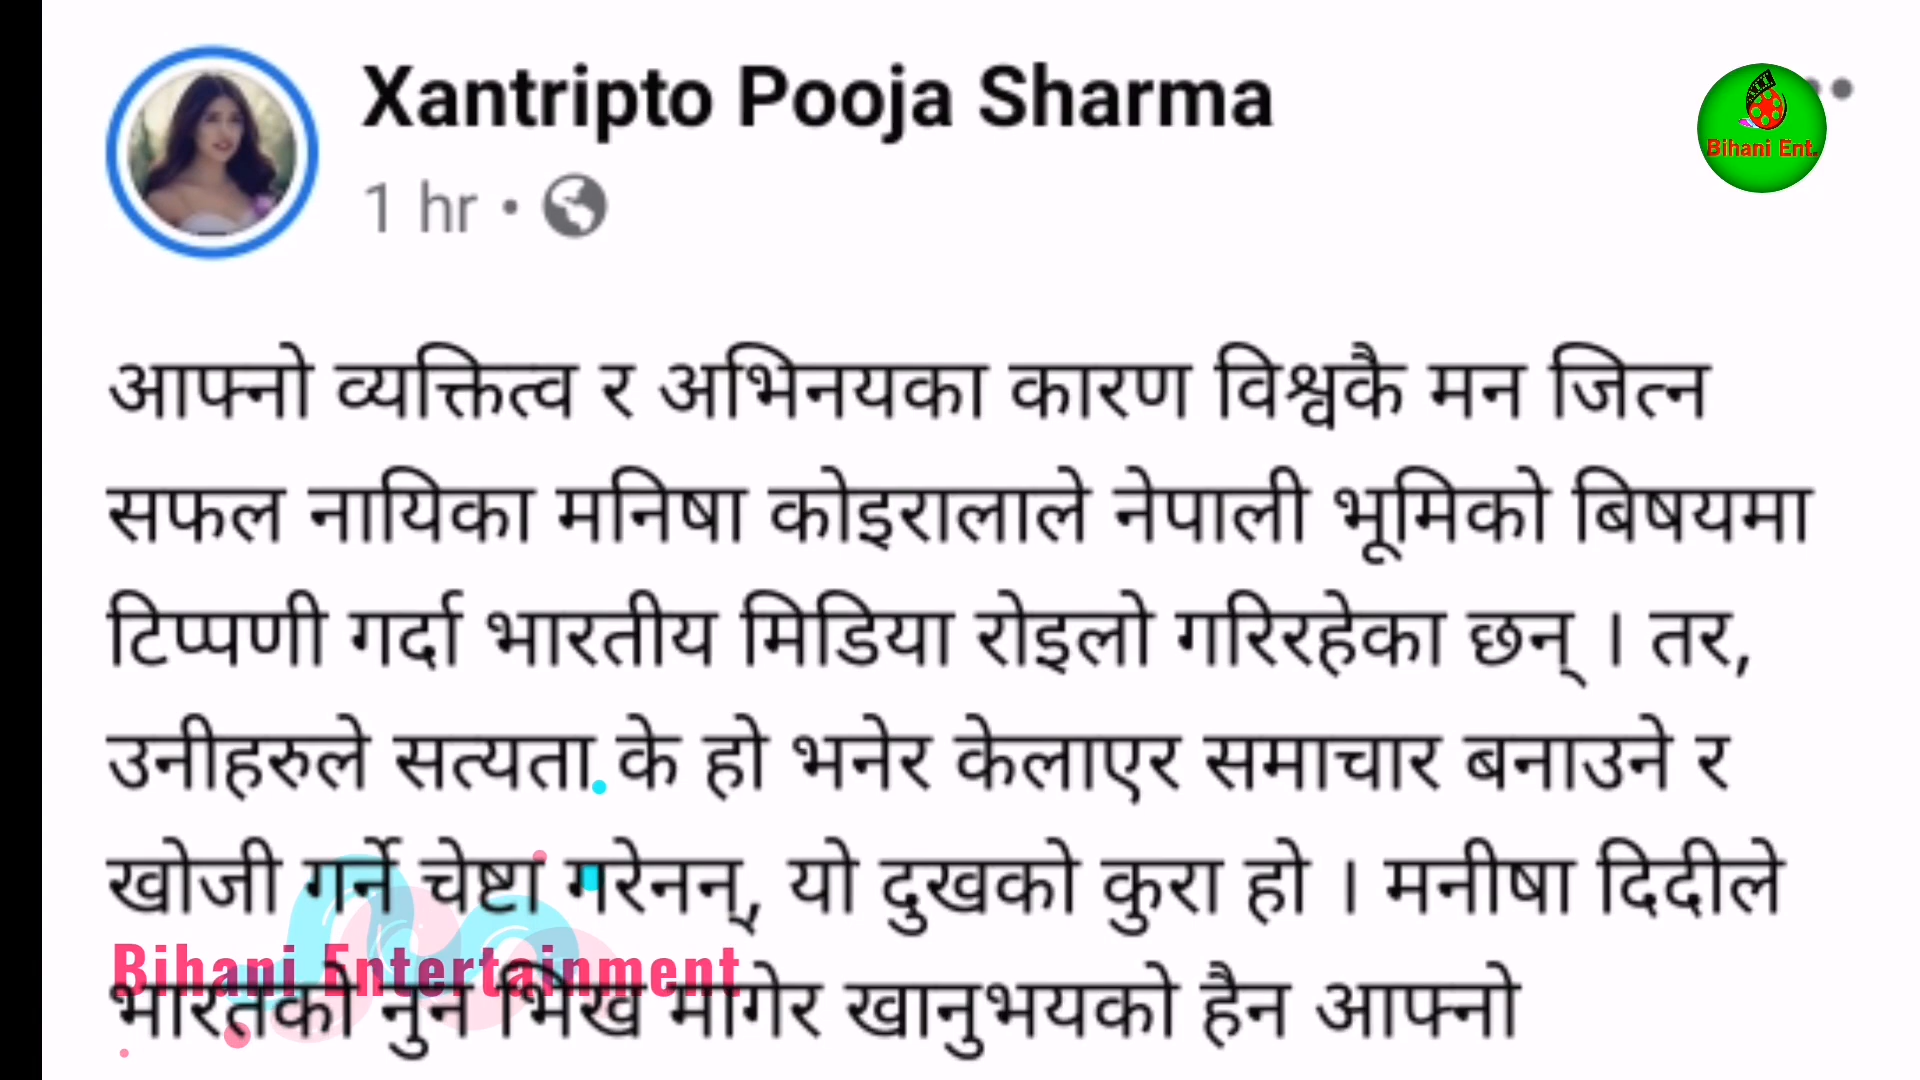 Xantripto Pooja Sharma
1 hr
Bihani Ent.
आफ्नो व्यक्तित्व र अभिनयका कारण विश्वकै मन जित्न
सफल नायिका मनिषा कोइरालाले नेपाली भूमिको बिषयमा
टिप्पणी गर्दा भारतीय मिडिया रोइलो गरिरहेका छन् । तर,
उनीहरुले सत्यता के हो भनेर केलाएर समाचार बनाउने र
खोजी गर्ने चेष्टा गरेनन्, यो दुखको कुरा हो । मनीषा दिदीले
Bihani Entertainment
भारतको नुन भिख मागेर खानुभयको हैन आफ्नो